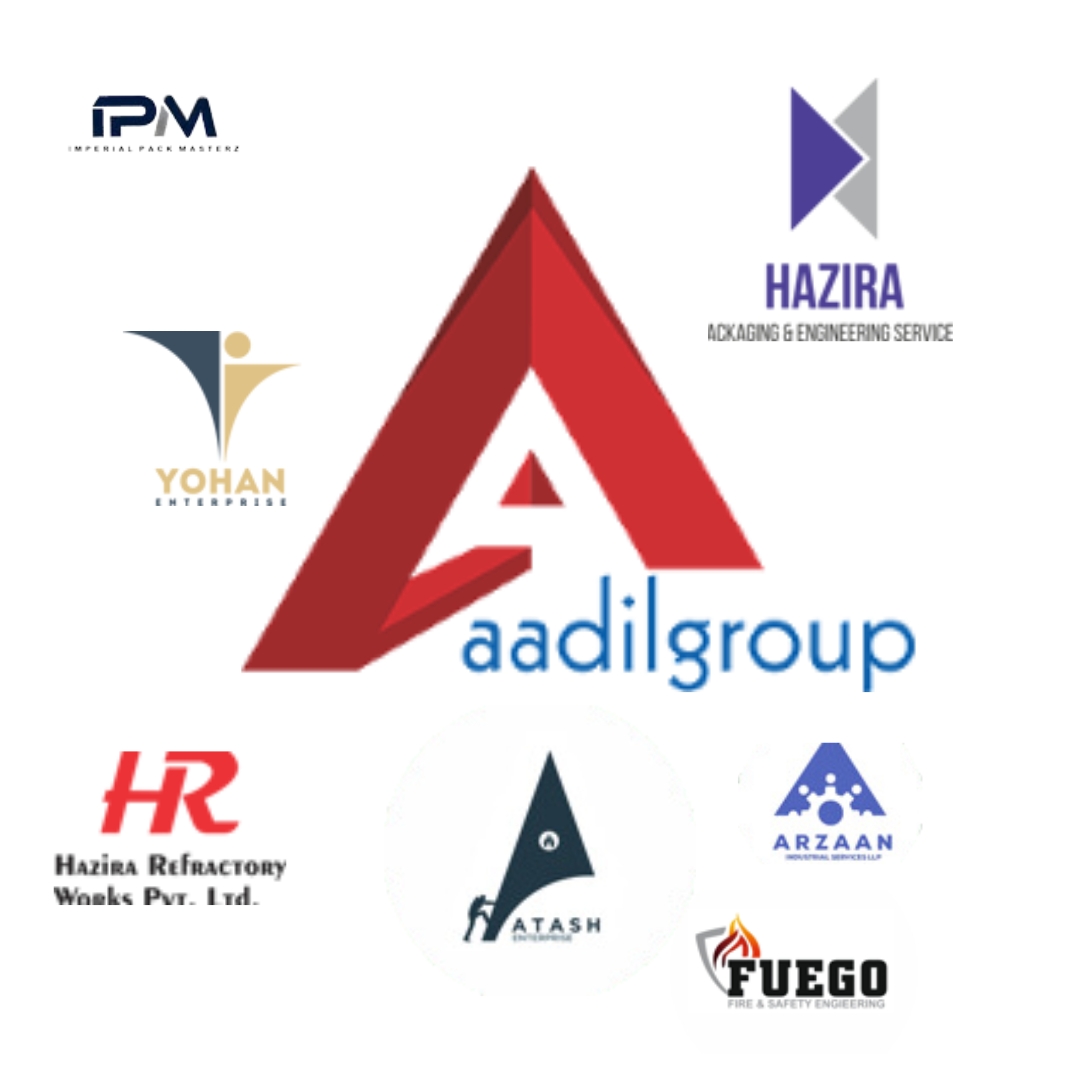 IPM
IMPERIAL PACK MASTERZ
HAZIRA
ACKAGING & ENGINEERING SERVICE
YOHAN
ENTERPRISE
aadilgroup
HR
Hazira Refractory
Works Pvt. Ltd.
A
ATASH
ENTERPRISE
ARZAAN
INDUSTRIAL SERVICES LLP
FUEGO
FIRE & SAFETY ENGIEERING